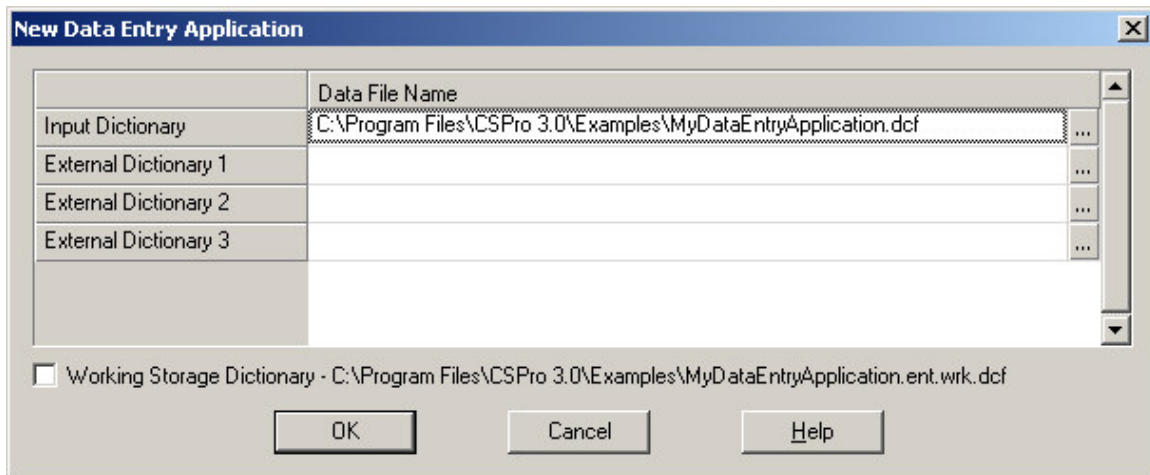 New Data Entry Application
Data File Name
Input Dictionary C:\Program Files\CSPro 3.0\Examples\MyDataEntryApplication.dcf ...
External Dictionary 1 ...
External Dictionary 2 ...
External Dictionary 3 ...
Working Storage Dictionary - C:\Program Files\CSPro 3.0\Examples\MyDataEntryApplication.ent.wrk.dcf
OK Cancel Help